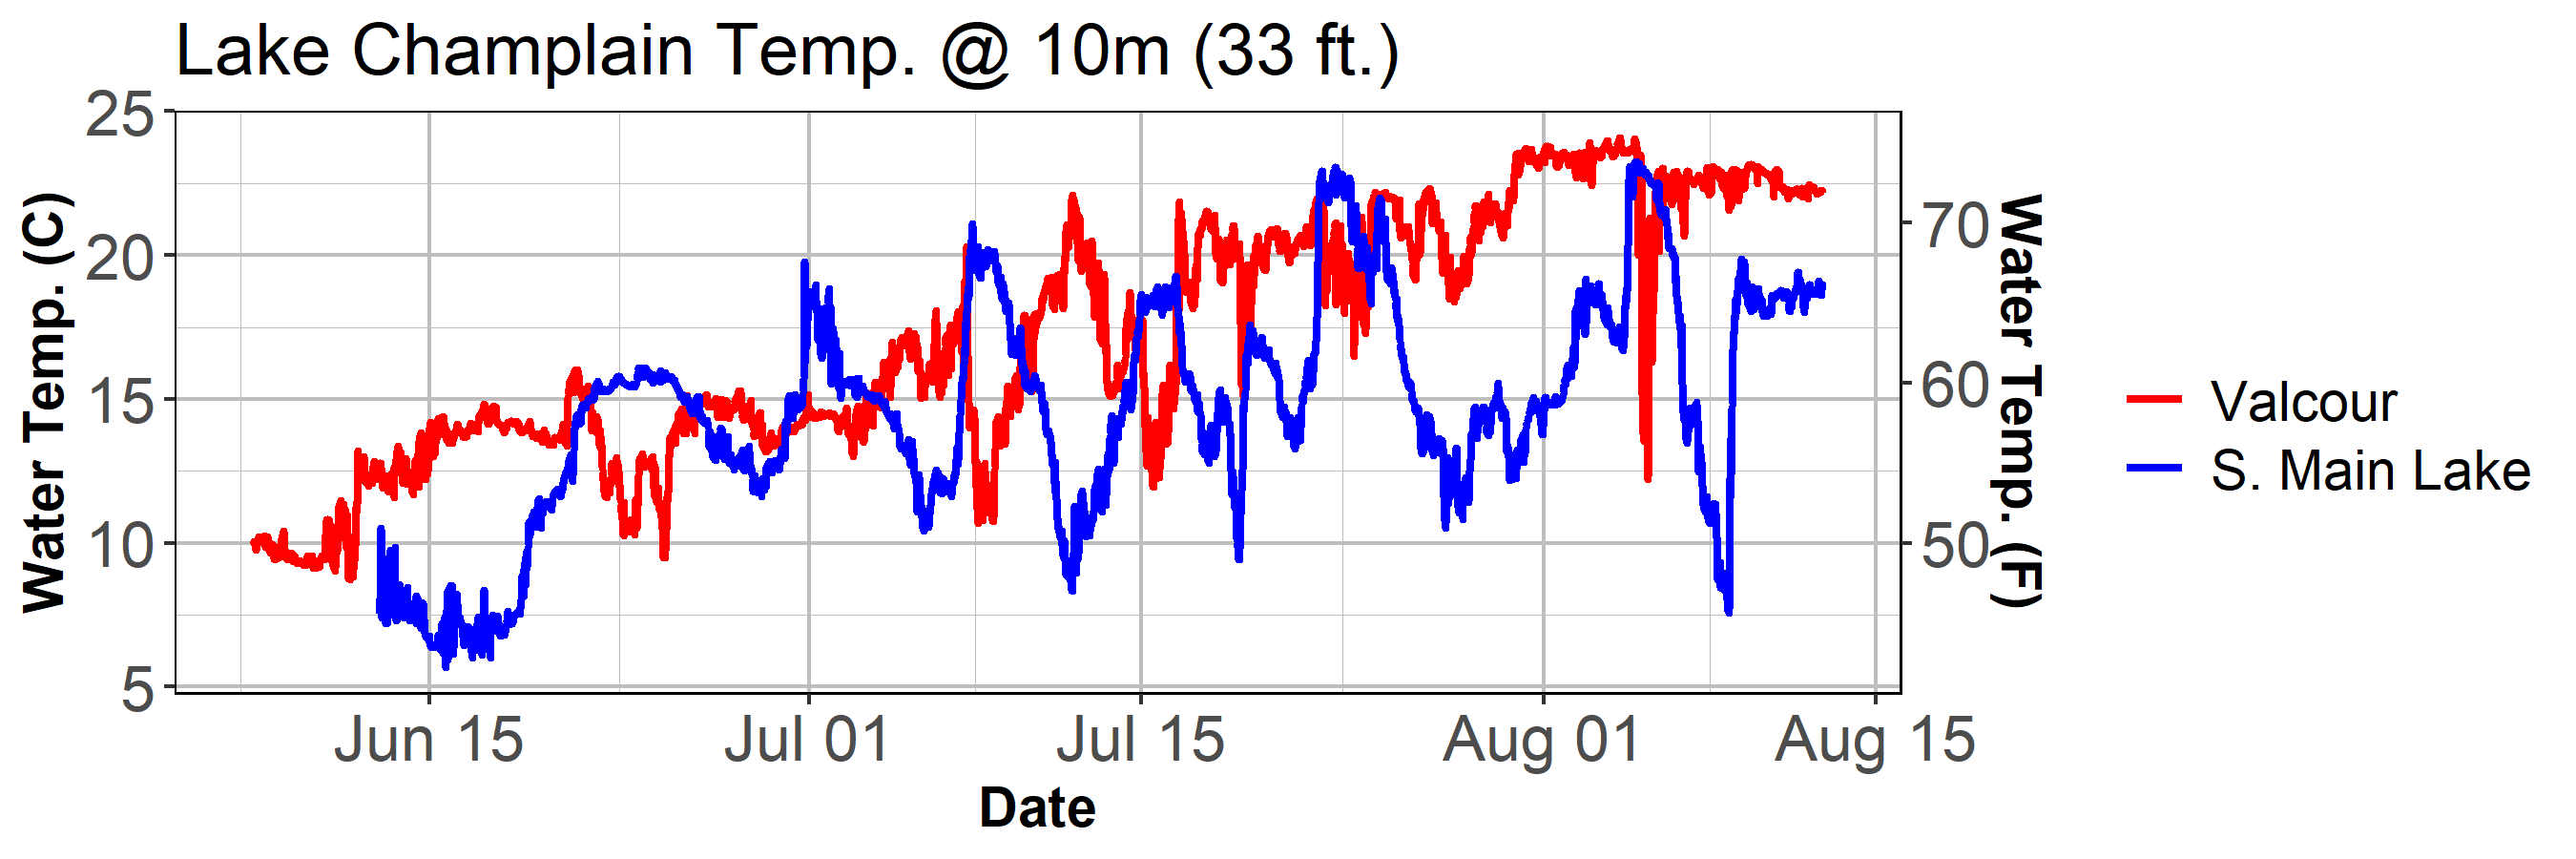 Lake Champlain Temp. @ 10m (33 ft.)
Water Temp. (C)
25
20
15
10
5
70
60
50
Water Temp. (F)
Jun 15
Jul 01
Jul 15
Aug 01
Aug 15
Date
Valcour
S. Main Lake